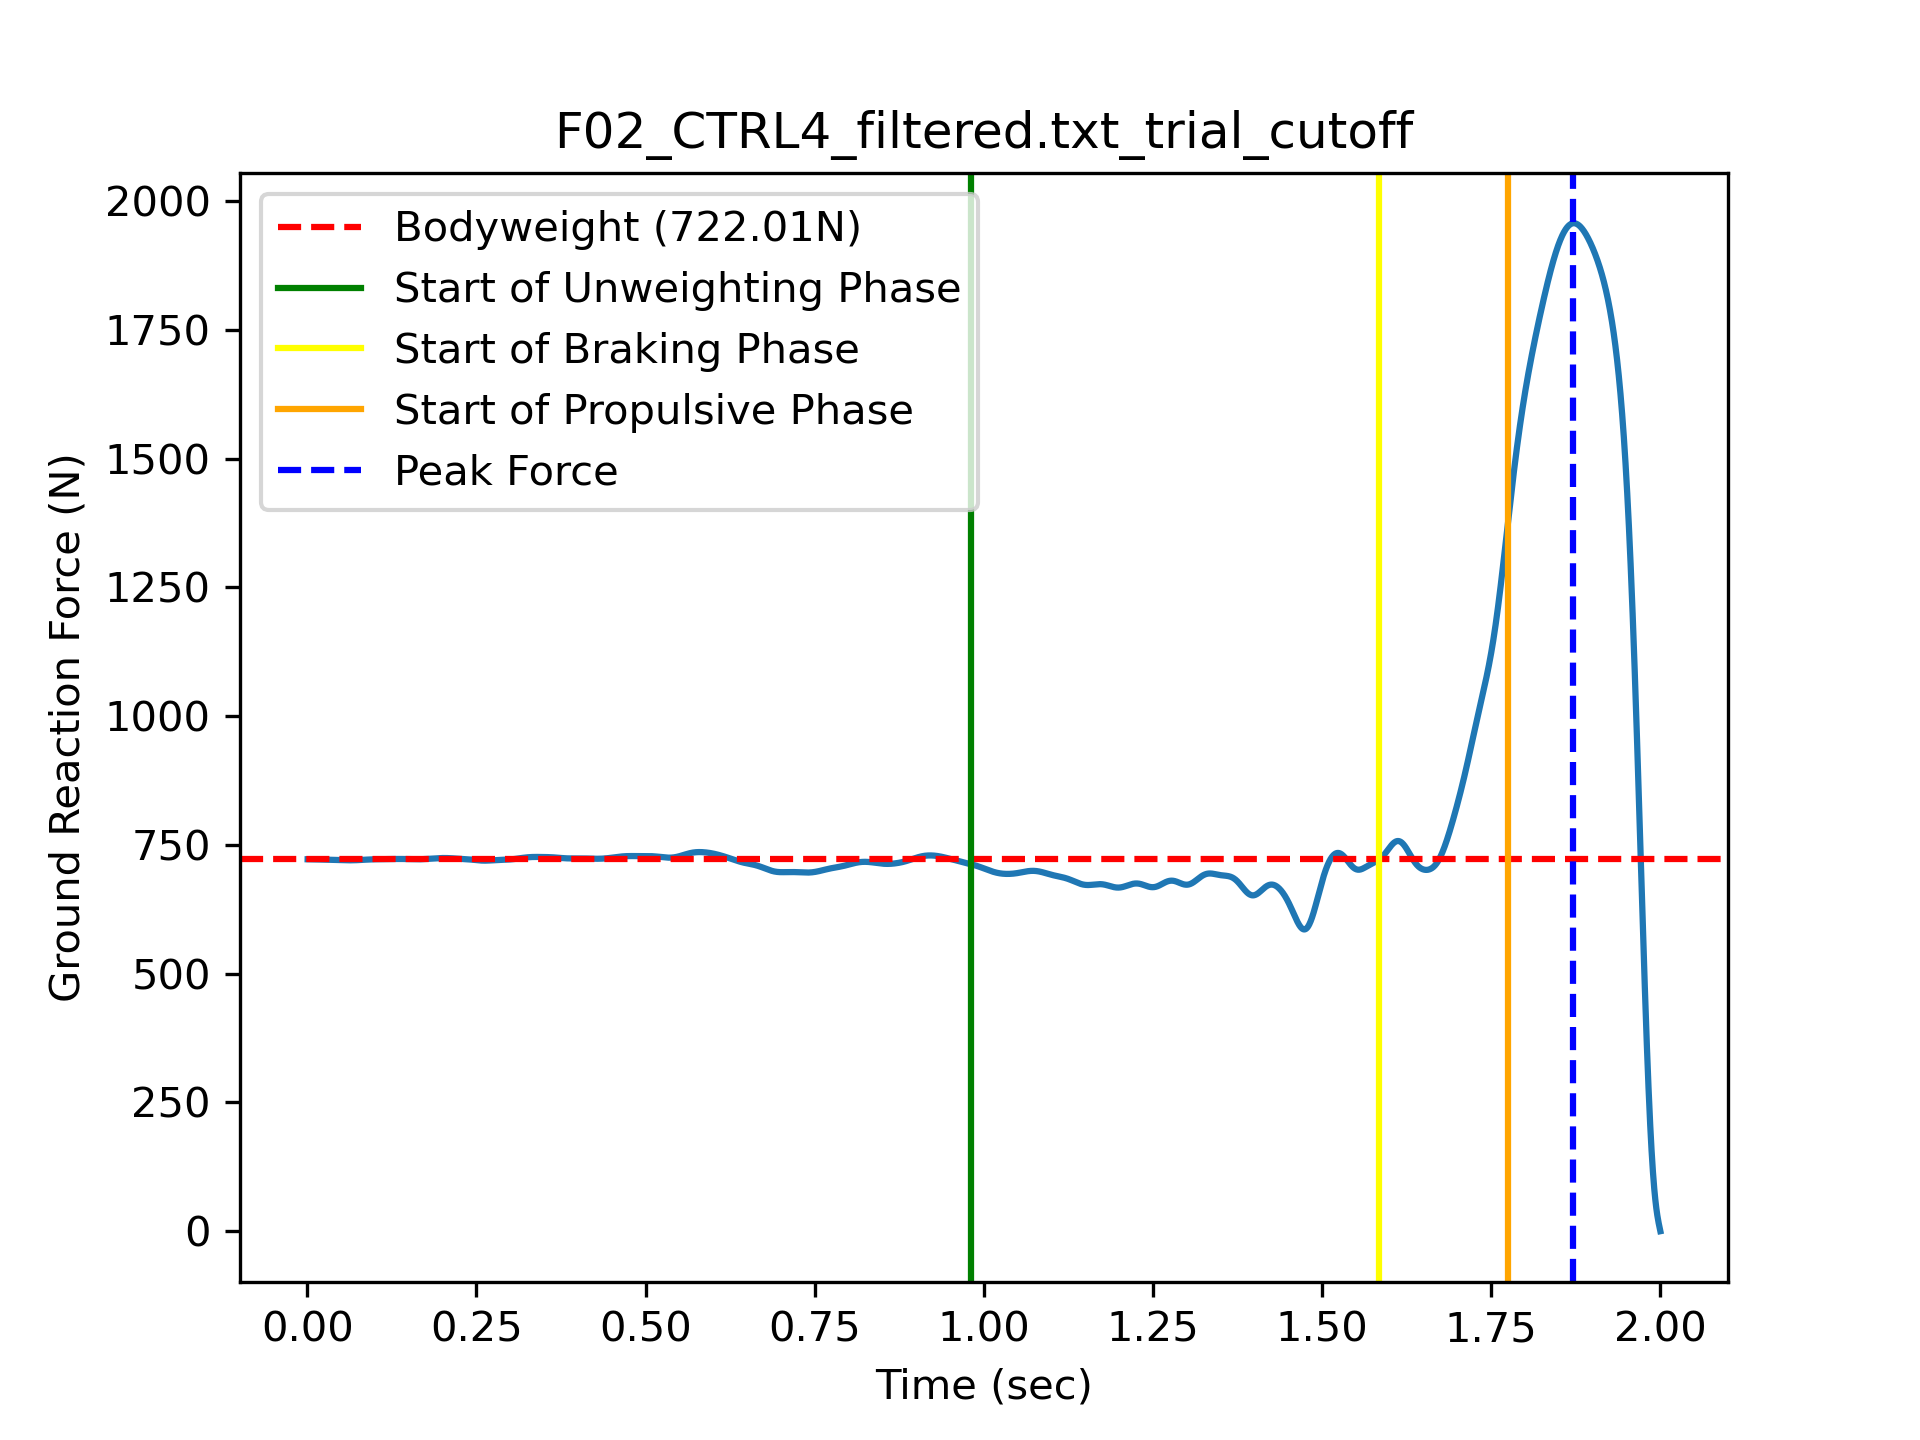 F02_CTRL4_filtered.txt_trial_cutoff
Bodyweight (722.01N)
Start of Unweighting Phase
Start of Braking Phase
Start of Propulsive Phase
Peak Force
Ground Reaction Force (N)
2000
1750
1500
1250
1000
750
500
250
0
0.00 0.25 0.50 0.75 1.00 1.25 1.50 1.75 2.00
Time (sec)